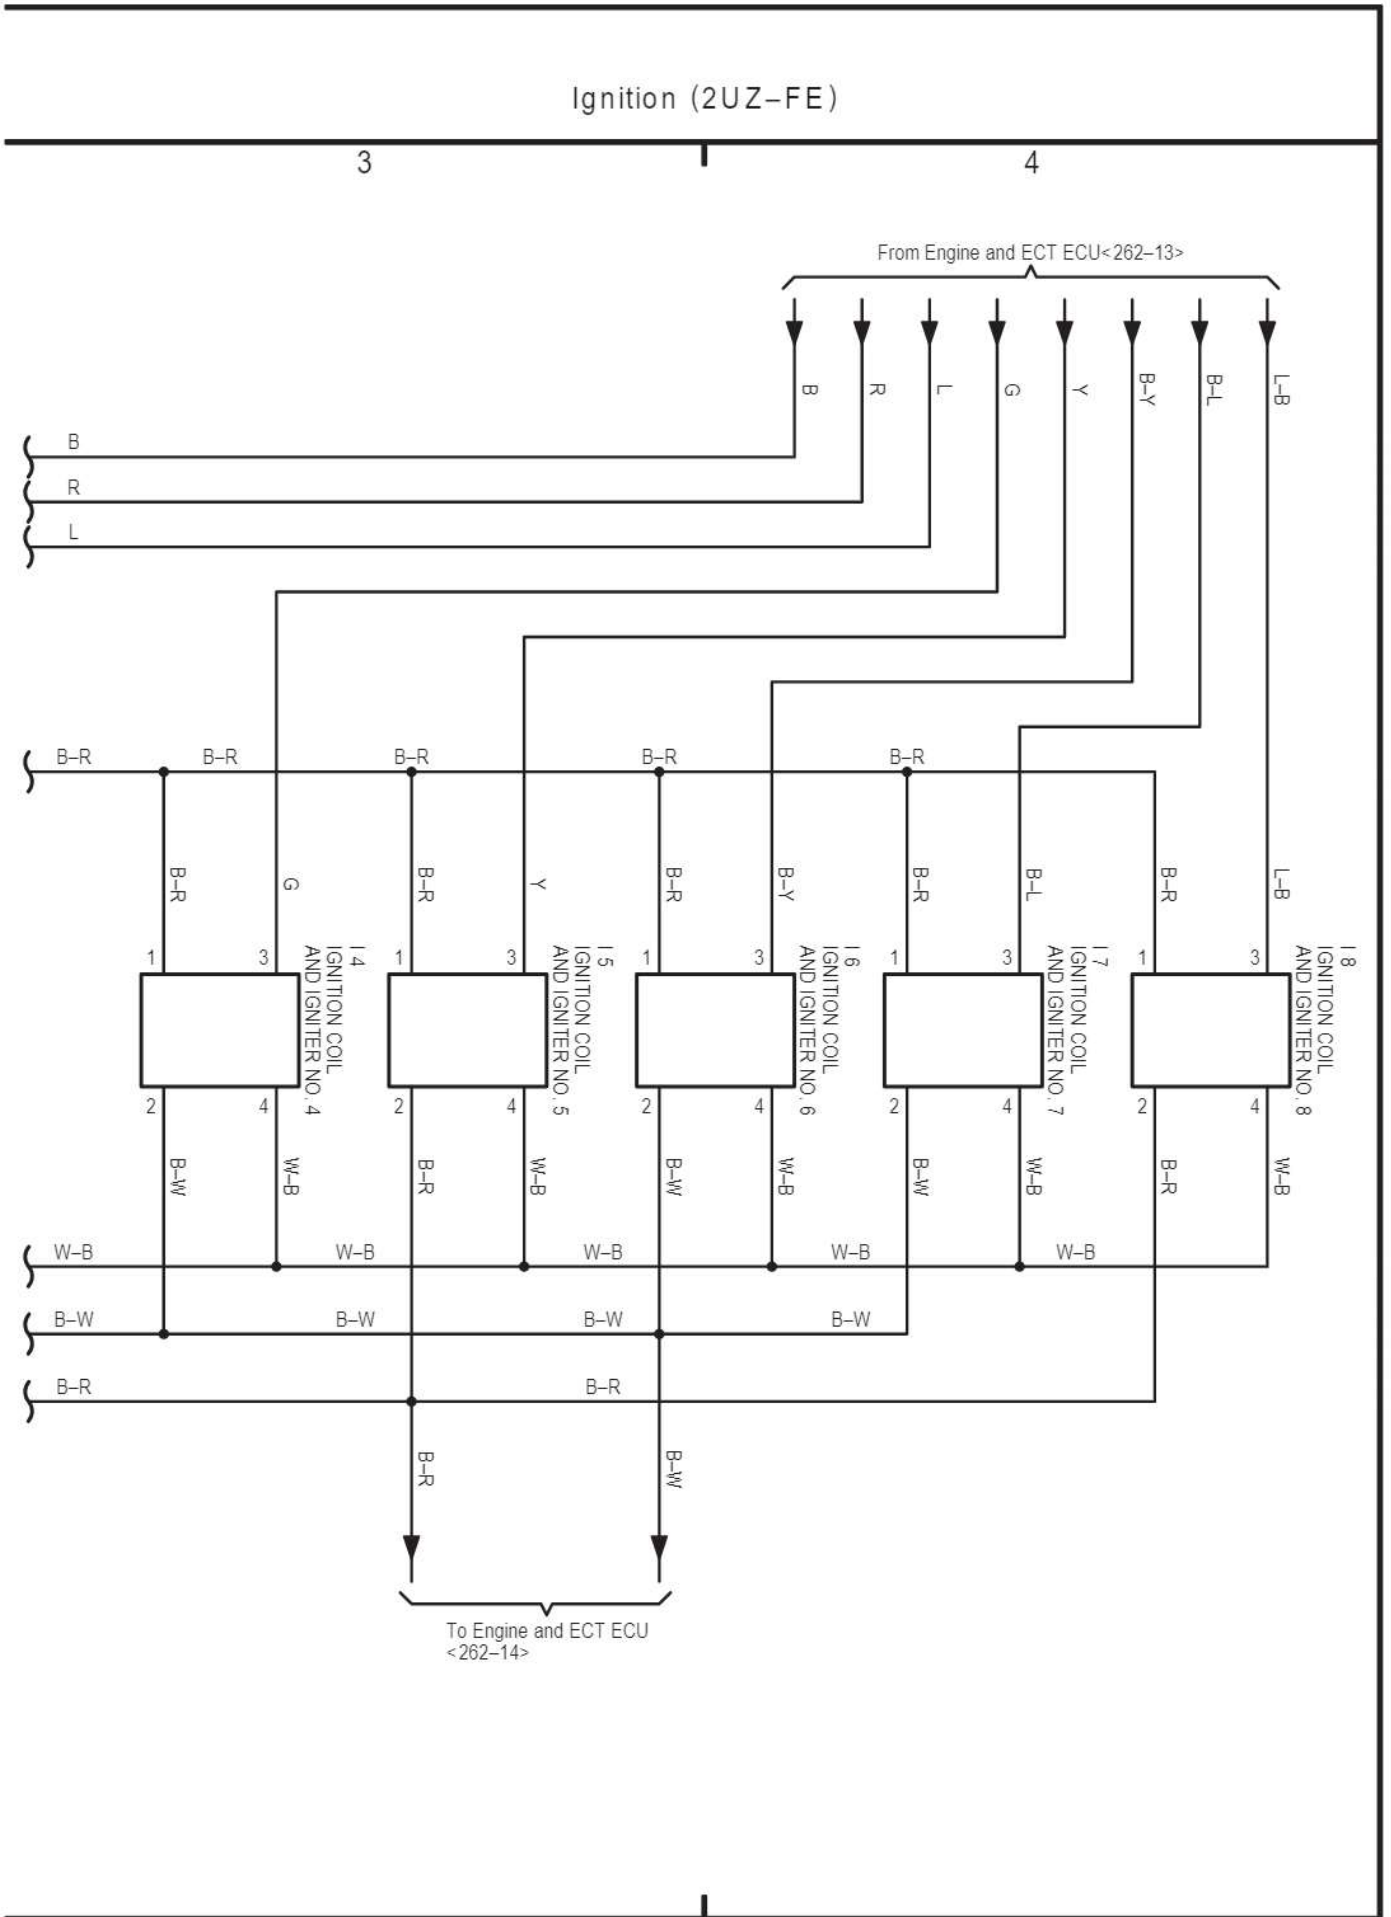 Ignition (2UZ–FE)
3
4
From Engine and ECT ECU<262–13>
B
R
L
G
Y
B–Y
B–L
L–B
B
R
L
B–R
B–R
B–R
B–R
B–R
B–R
G
B–R
Y
B–R
B–Y
B–R
B–L
B–R
L–B
1
3
I 4
IGNITION COIL
AND IGNITER NO. 4
1
3
I 5
IGNITION COIL
AND IGNITER NO. 5
1
3
I 6
IGNITION COIL
AND IGNITER NO. 6
1
3
I 7
IGNITION COIL
AND IGNITER NO. 7
1
3
I 8
IGNITION COIL
AND IGNITER NO. 8
2
4
2
4
2
4
2
4
2
4
B–W
W–B
B–R
W–B
B–W
W–B
B–W
W–B
B–R
W–B
W–B
W–B
W–B
W–B
W–B
B–W
B–W
B–W
B–W
B–R
B–R
B–R
B–W
To Engine and ECT ECU
<262–14>